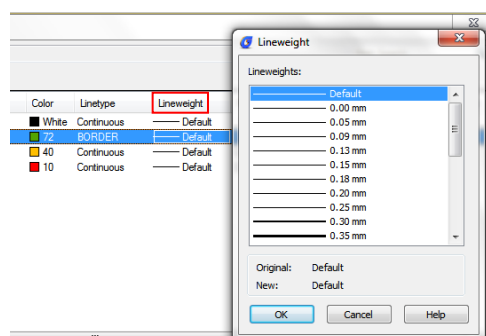 Color Linetype Lineweight
White Continuous Default
72 BORDER Default
40 Continuous Default
10 Continuous Default
Lineweight
Lineweights:
Default
0.00 mm
0.05 mm
0.09 mm
0.13 mm
0.15 mm
0.18 mm
0.20 mm
0.25 mm
0.30 mm
0.35 mm
Original: Default
New: Default
OK Cancel Help